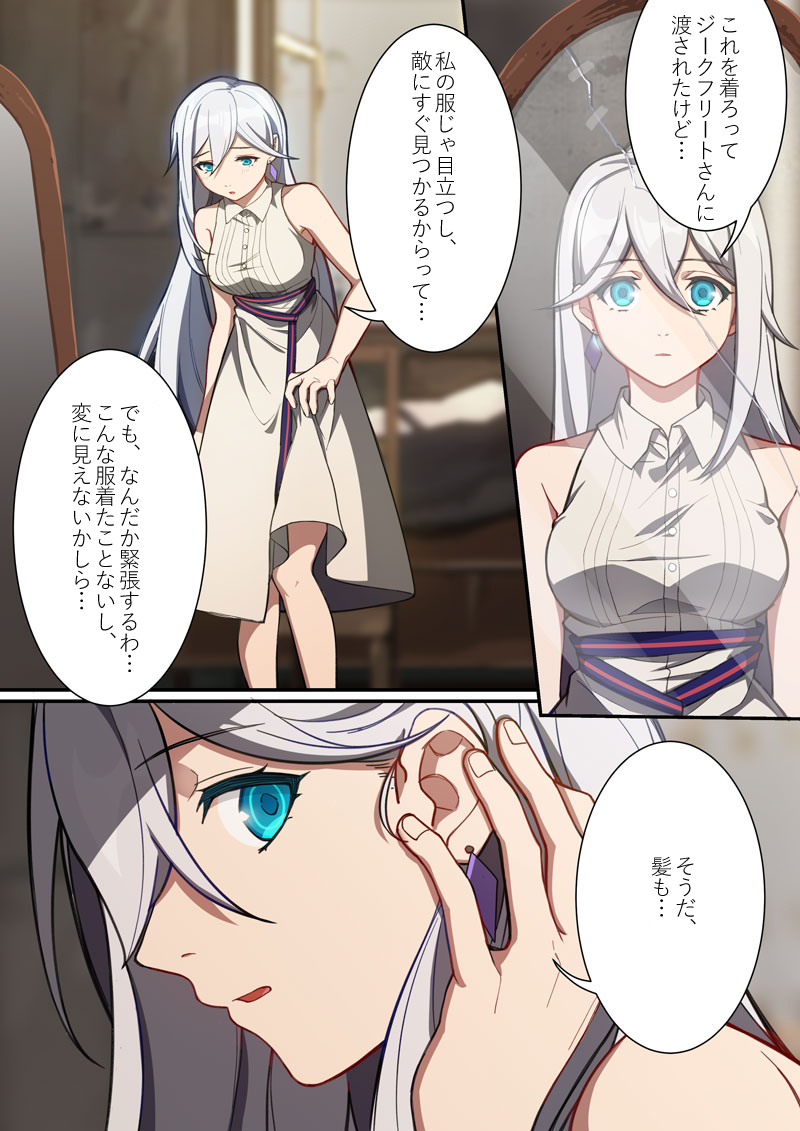 これを着ろって
ジークフリートさんに
渡されたけど…
私の服じゃ目立つし、
敵にすぐ見つかるからって…
でも、なんだか緊張するわ…
こんな服着たことないし、
変に見えないかしら…
そうだ、
髪も…